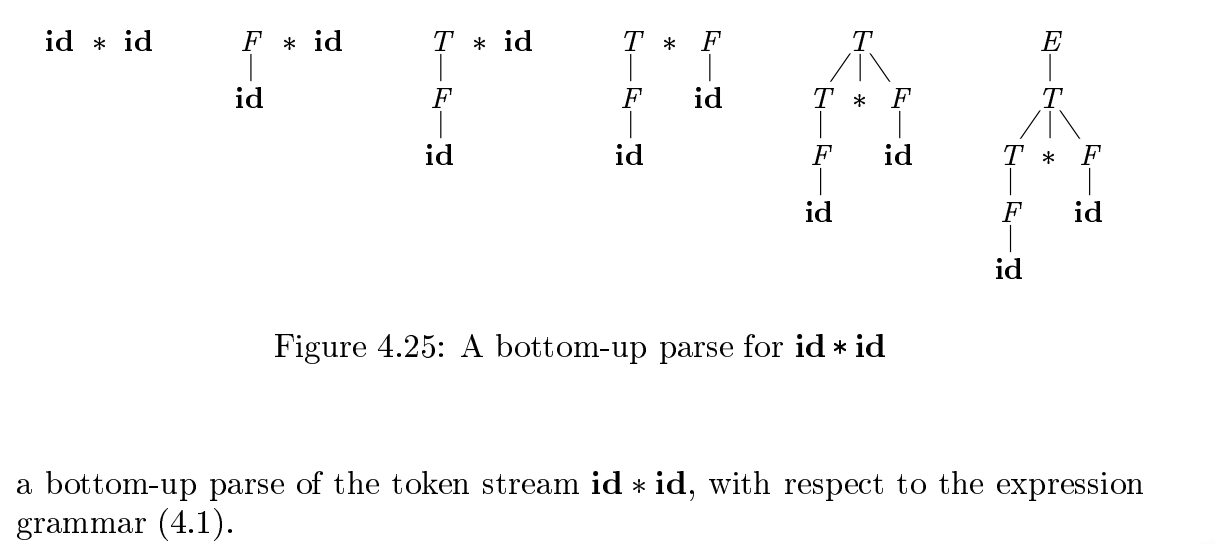 id * id F * id T * id T * F T E
id F F id T * F T
id id F id T * F
id F id
id
Figure 4.25: A bottom-up parse for id * id
a bottom-up parse of the token stream id * id, with respect to the expression
grammar (4.1).